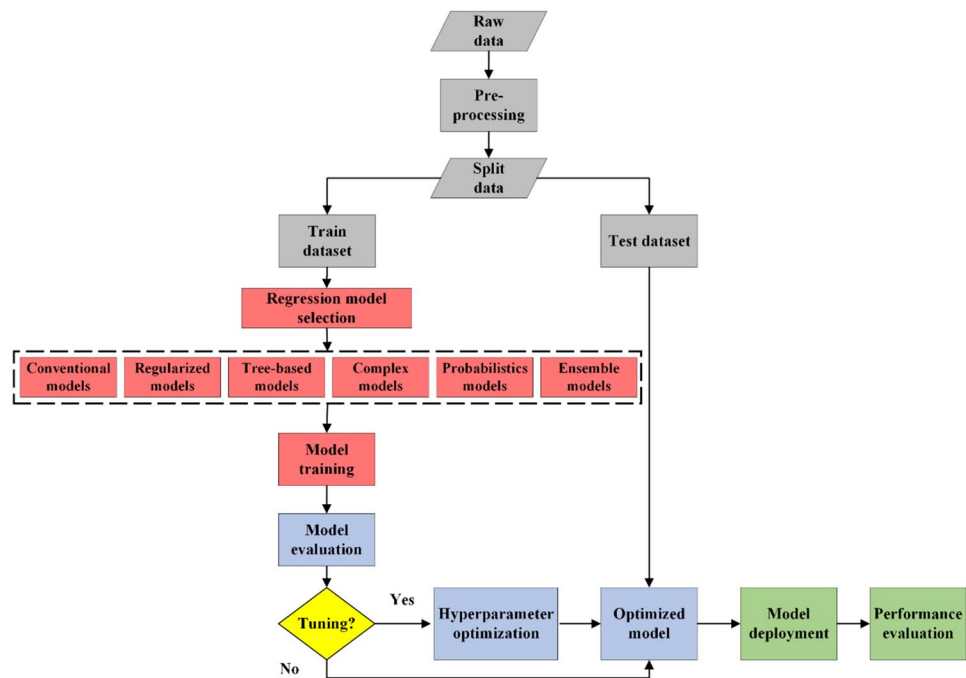 Raw
data
Pre-
processing
Split
data
Train
dataset
Test dataset
Regression model
selection
Conventional
models
Regularized
models
Tree-based
models
Complex
models
Probabilistics
models
Ensemble
models
Model
training
Model
evaluation
Tuning?
Yes
No
Hyperparameter
optimization
Optimized
model
Model
deployment
Performance
evaluation